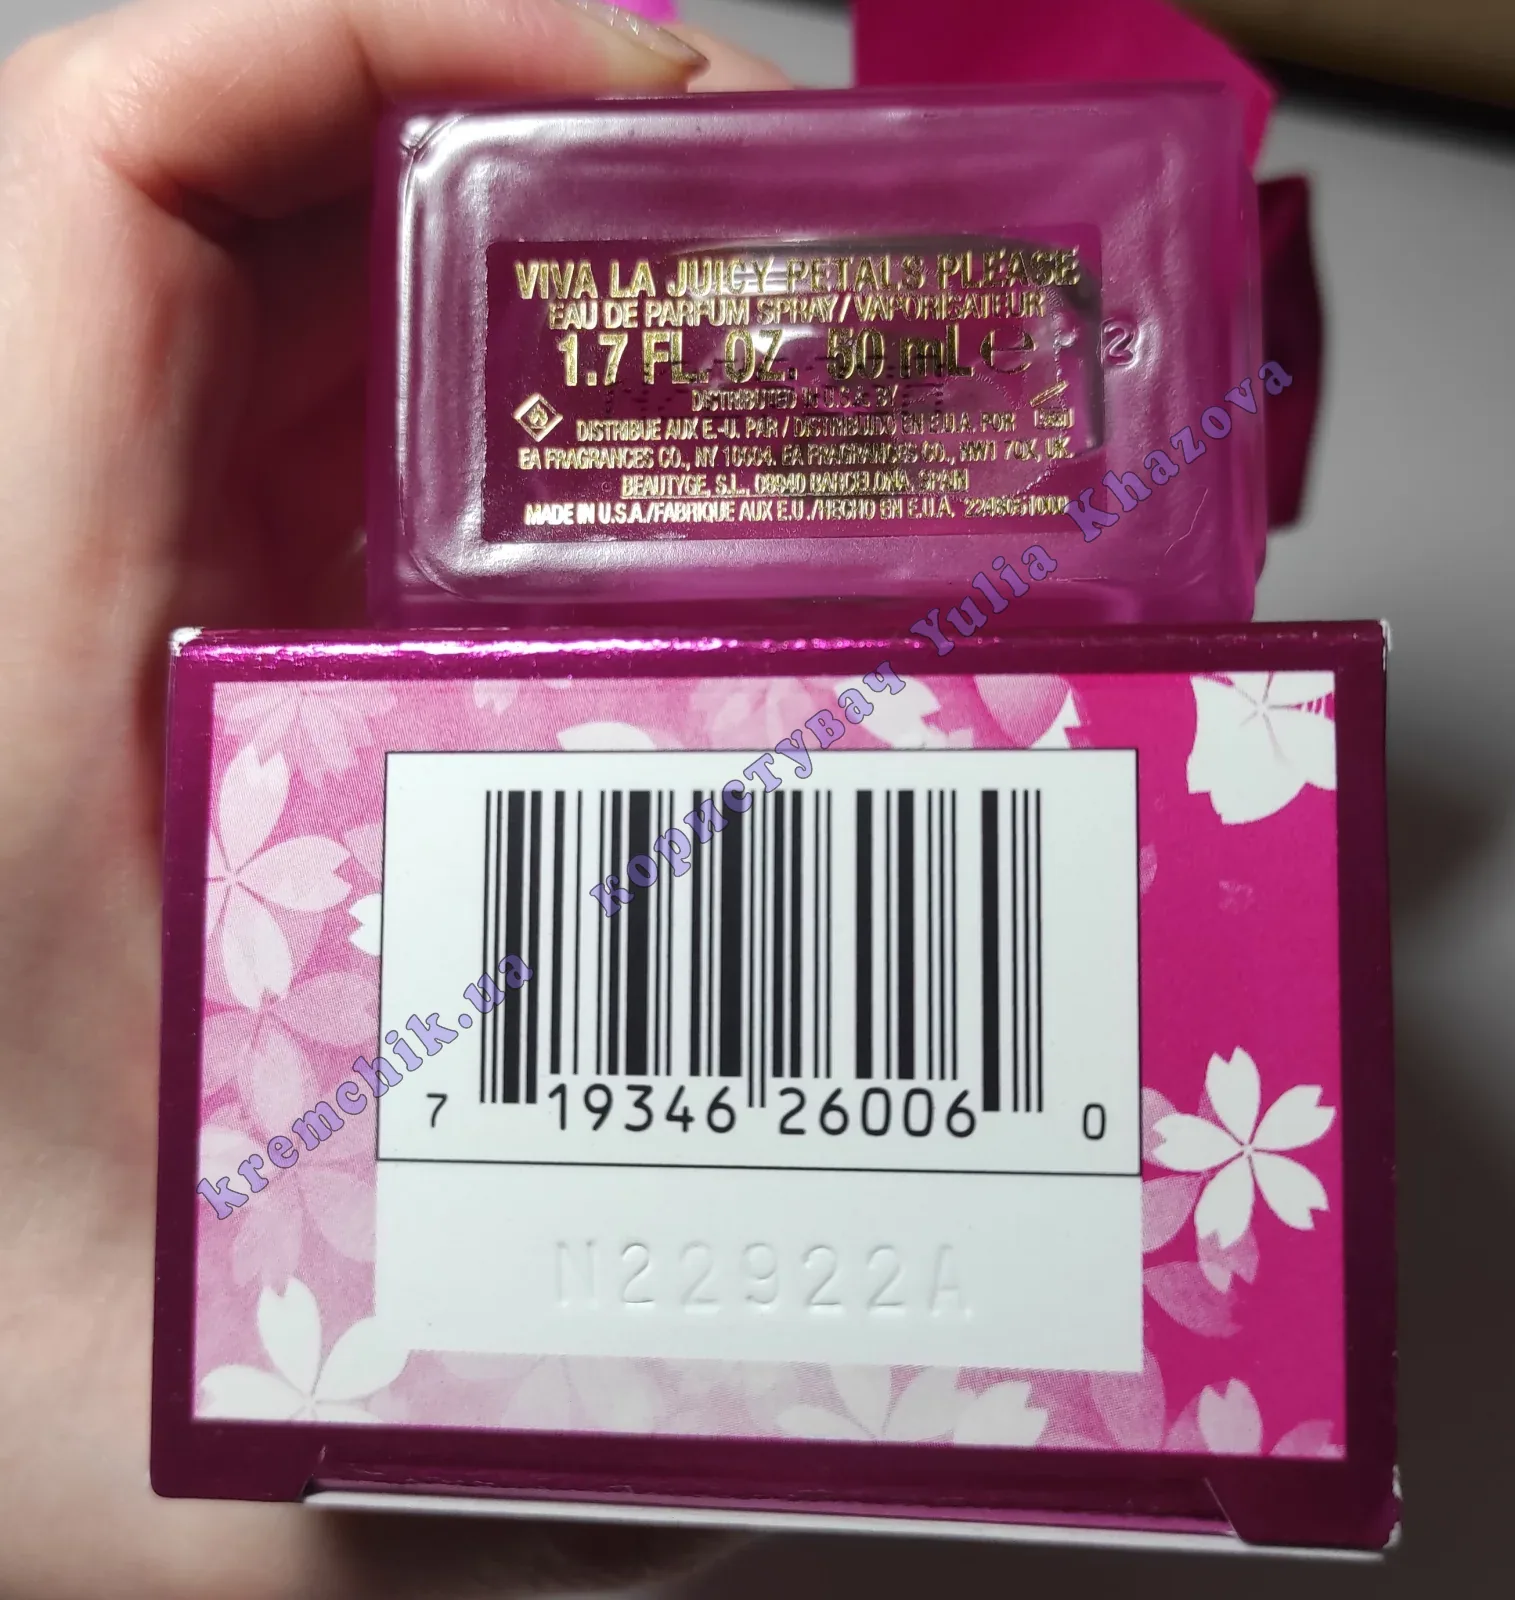 VIVA LA JUICY PETALS PLEASE
EAU DE PARFUM SPRAY/VAPORISATEUR
1.7 FL. OZ. 50 mL e
2
DISTRIBUTED IN U.S. BY
DISTRIBUE AUX E.-U. PAR / DISTRIBUIDO EN E.U.A. POR
EA FRAGRANCES CO., NY 10604. EA FRAGRANCES CO., NW1 7QX, UK.
BEAUTYGE, S.L., 08940 BARCELONA, SPAIN
MADE IN U.S.A./FABRIQUE AUX E.U./HECHO EN E.U.A.
kremchik.ua користувач Yulia Khazova
7 19346 26006 0
N22922A